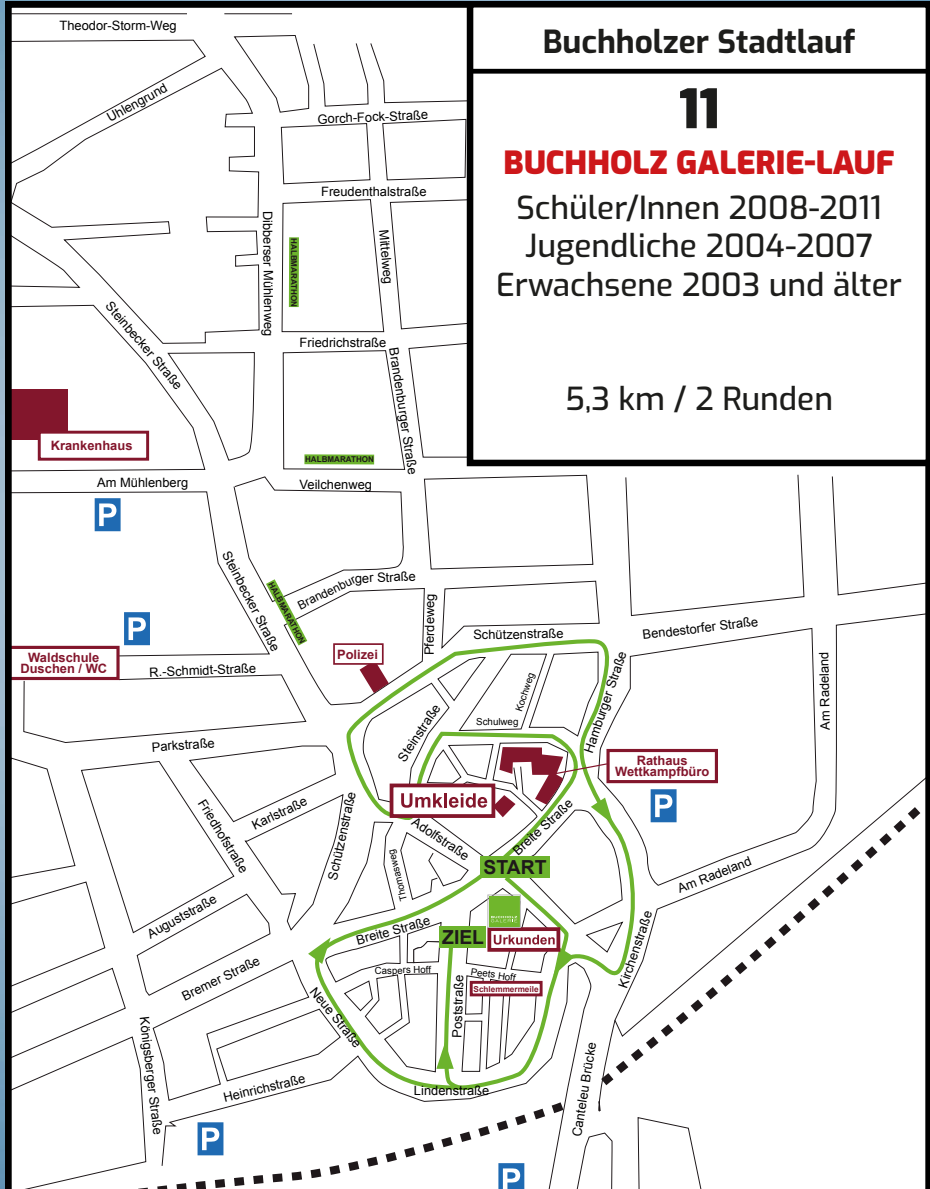 Buchholzer Stadtlauf
11
BUCHHOLZ GALERIE-LAUF
Schüler/Innen 2008-2011
Jugendliche 2004-2007
Erwachsene 2003 und älter
5,3 km / 2 Runden
Theodor-Storm-Weg
Uhlengrund
Gorch-Fock-Straße
Freudenthalstraße
Dibberser Mühlenweg
HALBMARATHON
Mittelweg
Steinbecker Straße
Friedrichstraße
Brandenburger Straße
Krankenhaus
HALBMARATHON
Am Mühlenberg
Veilchenweg
P
Steinbecker Straße
HALBMARATHON
Brandenburger Straße
Pferdeweg
P
Schützenstraße
Bendestorfer Straße
Waldschule
Duschen / WC
R.-Schmidt-Straße
Polizei
Kochweg
Hamburger Straße
Am Radeland
Steinstraße
Schulweg
Parkstraße
Rathaus
Wettkampfbüro
Umkleide
P
Friedhofstraße
Karlstraße
Schützenstraße
Adolfstraße
Breite Straße
Thomasweg
START
Am Radeland
BUCHHOLZ
GALERIE
Auguststraße
Breite Straße
ZIEL
Urkunden
Kirchenstraße
Bremer Straße
Caspers Hoff
Peets Hoff
Schlemmermeile
Neue Straße
Poststraße
Königsberger Straße
Heinrichstraße
Lindenstraße
Canteleu Brücke
P
P